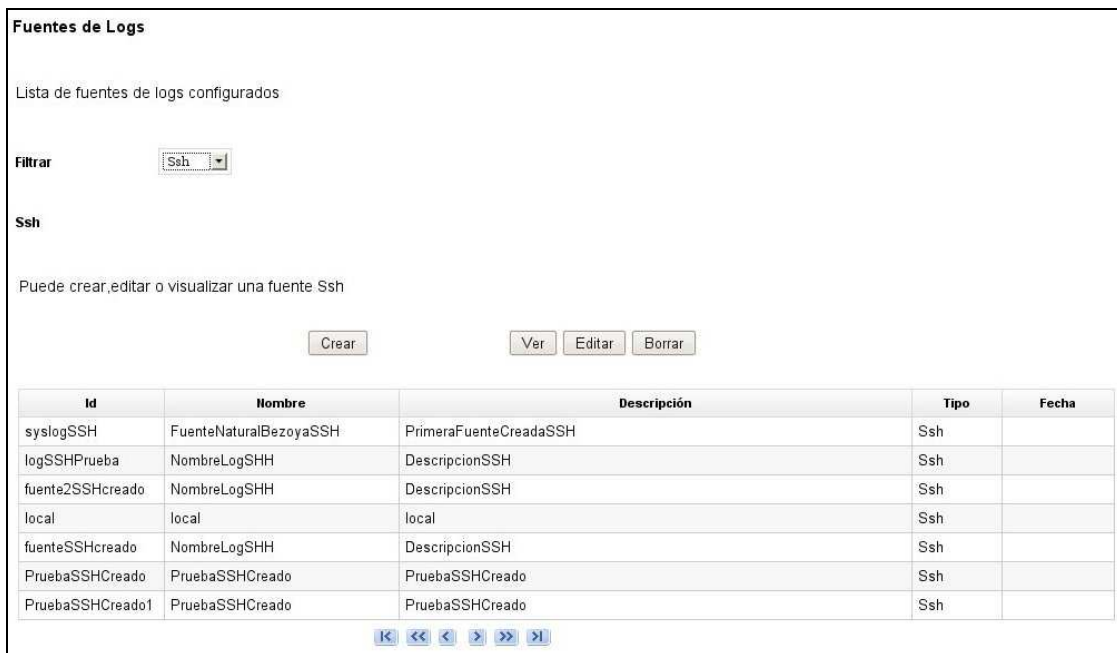 Fuentes de Logs
Lista de fuentes de logs configurados
Filtrar Ssh
Ssh
Puede crear,editar o visualizar una fuente Ssh
Crear Ver Editar Borrar
Id Nombre Descripción Tipo Fecha
syslogSSH FuenteNaturalBezoyaSSH PrimeraFuenteCreadaSSH Ssh
logSSHPrueba NombreLogSHH DescripcionSSH Ssh
fuente2SSHcreado NombreLogSHH DescripcionSSH Ssh
local local local Ssh
fuenteSSHcreado NombreLogSHH DescripcionSSH Ssh
PruebaSSHCreado PruebaSSHCreado PruebaSSHCreado Ssh
PruebaSSHCreado1 PruebaSSHCreado PruebaSSHCreado Ssh